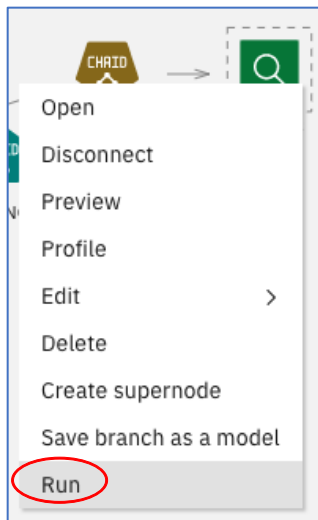 CHAID
Open
Disconnect
Preview
Profile
Edit
Delete
Create supernode
Save branch as a model
Run